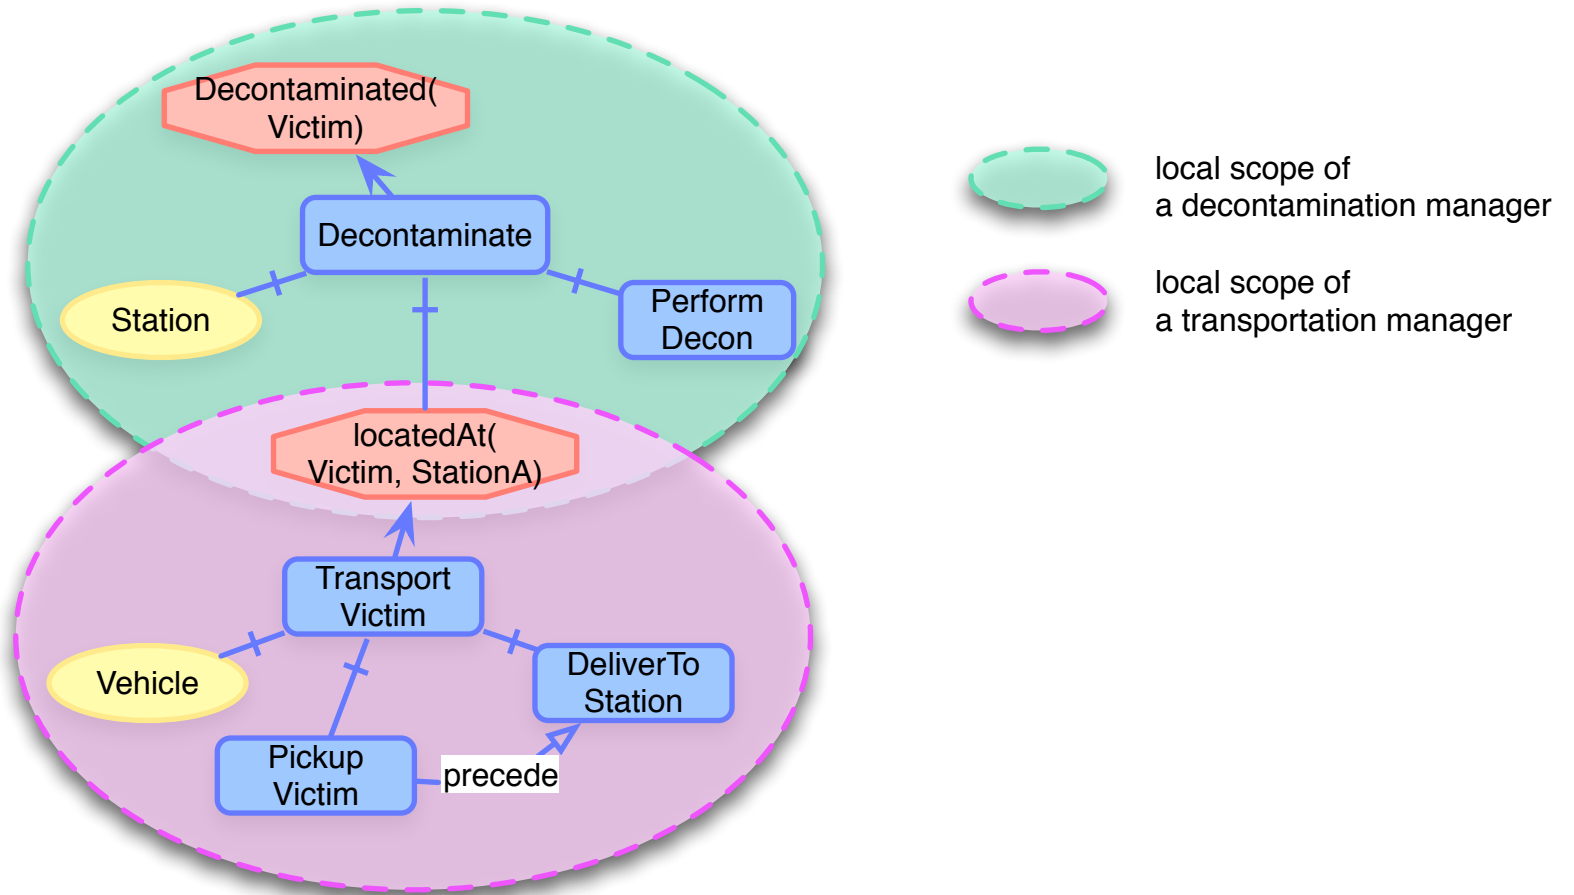 Decontaminated(
Victim)
Decontaminate
Station
Perform
Decon
locatedAt(
Victim, StationA)
Transport
Victim
Vehicle
DeliverTo
Station
Pickup
Victim
precede
local scope of
a decontamination manager
local scope of
a transportation manager